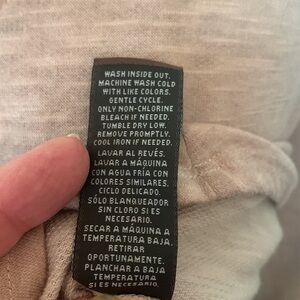 WASH INSIDE OUT.
MACHINE WASH COLD
WITH LIKE COLORS.
GENTLE CYCLE.
ONLY NON-CHLORINE
BLEACH IF NEEDED.
TUMBLE DRY LOW.
REMOVE PROMPTLY.
COOL IRON IF NEEDED.
LAVAR AL REVÉS.
LAVAR A MÁQUINA
CON AGUA FRÍA CON
COLORES SIMILARES.
CICLO DELICADO.
SÓLO BLANQUEADOR
SIN CLORO SI ES
NECESARIO.
SECAR A MÁQUINA A
TEMPERATURA BAJA.
RETIRAR
OPORTUNAMENTE.
PLANCHAR A BAJA
TEMPERATURA
SI ES NECESARIO.